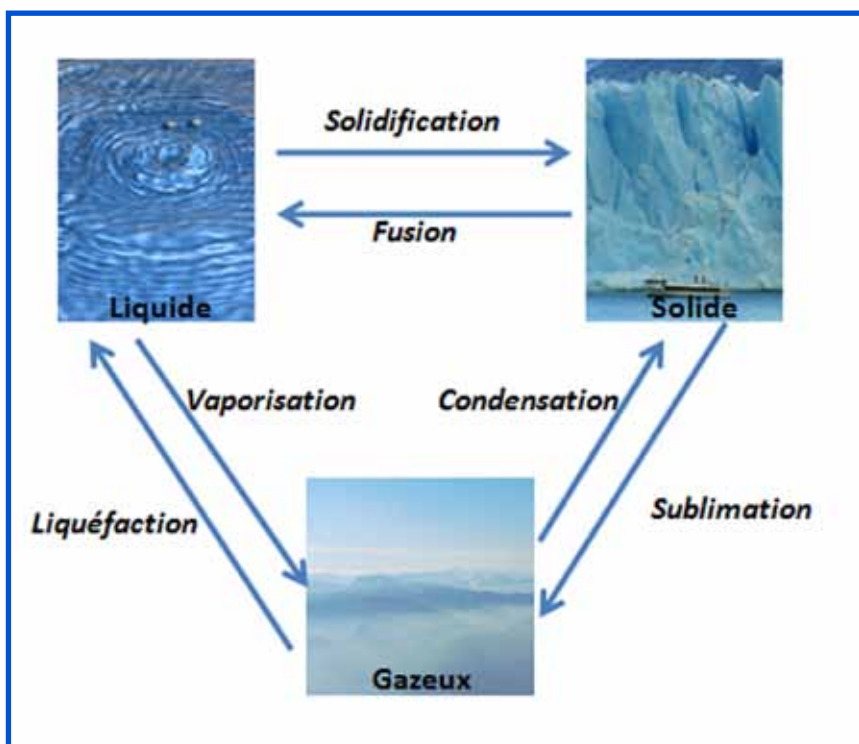 Solidification
Fusion
Liquide
Solide
Vaporisation
Condensation
Liquéfaction
Sublimation
Gazeux